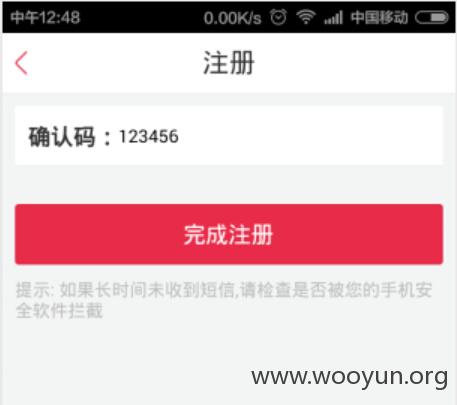 中午12:48 0.00K/s 中国移动
注册
确认码：123456
完成注册
提示: 如果长时间未收到短信,请检查是否被您的手机安
全软件拦截
www.wooyun.org